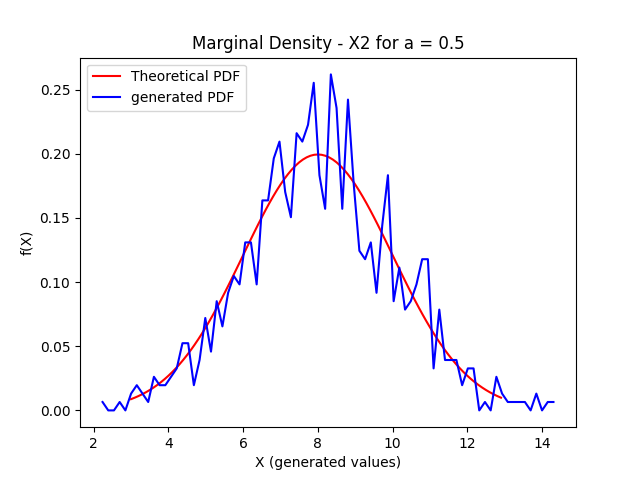 Marginal Density - X2 for a = 0.5
Theoretical PDF
generated PDF
0.25
0.20
0.15
0.10
0.05
0.00
f(X)
2 4 6 8 10 12 14
X (generated values)